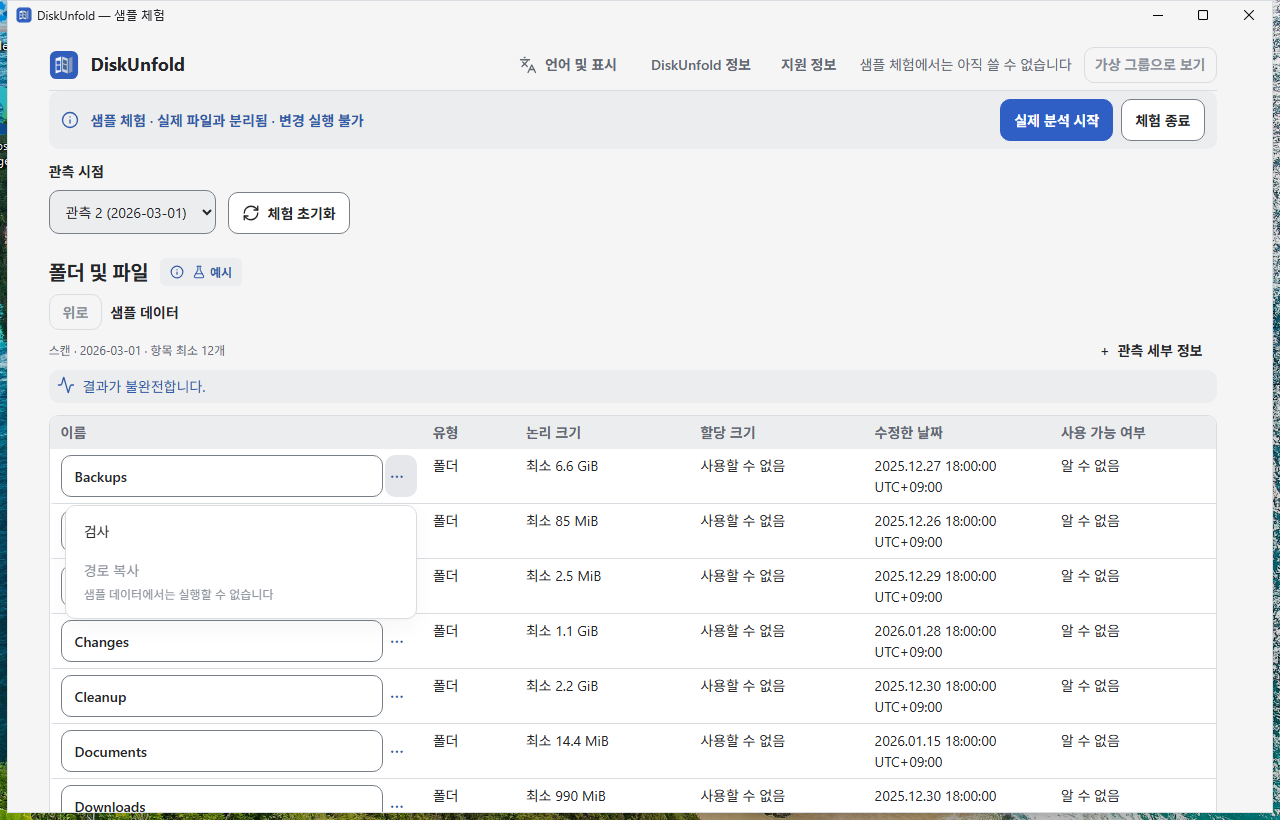 DiskUnfold — 샘플 체험
DiskUnfold
언어 및 표시
DiskUnfold 정보
지원 정보
샘플 체험에서는 아직 쓸 수 없습니다
가상 그룹으로 보기
샘플 체험 · 실제 파일과 분리됨 · 변경 실행 불가
실제 분석 시작
체험 종료
관측 시점
관측 2 (2026-03-01)
체험 초기화
폴더 및 파일
예시
위로
샘플 데이터
스캔 · 2026-03-01 · 항목 최소 12개
+ 관측 세부 정보
결과가 불완전합니다.
이름 유형 논리 크기 할당 크기 수정한 날짜 사용 가능 여부
Backups ... 폴더 최소 6.6 GiB 사용할 수 없음 2025.12.27 18:00:00 알 수 없음
UTC+09:00
검사
폴더 최소 85 MiB 사용할 수 없음 2025.12.26 18:00:00 알 수 없음
UTC+09:00
경로 복사
샘플 데이터에서는 실행할 수 없습니다
폴더 최소 2.5 MiB 사용할 수 없음 2025.12.29 18:00:00 알 수 없음
UTC+09:00
Changes ... 폴더 최소 1.1 GiB 사용할 수 없음 2026.01.28 18:00:00 알 수 없음
UTC+09:00
Cleanup ... 폴더 최소 2.2 GiB 사용할 수 없음 2025.12.30 18:00:00 알 수 없음
UTC+09:00
Documents ... 폴더 최소 14.4 MiB 사용할 수 없음 2026.01.15 18:00:00 알 수 없음
UTC+09:00
Downloads ... 폴더 최소 990 MiB 사용할 수 없음 2025.12.30 18:00:00 알 수 없음